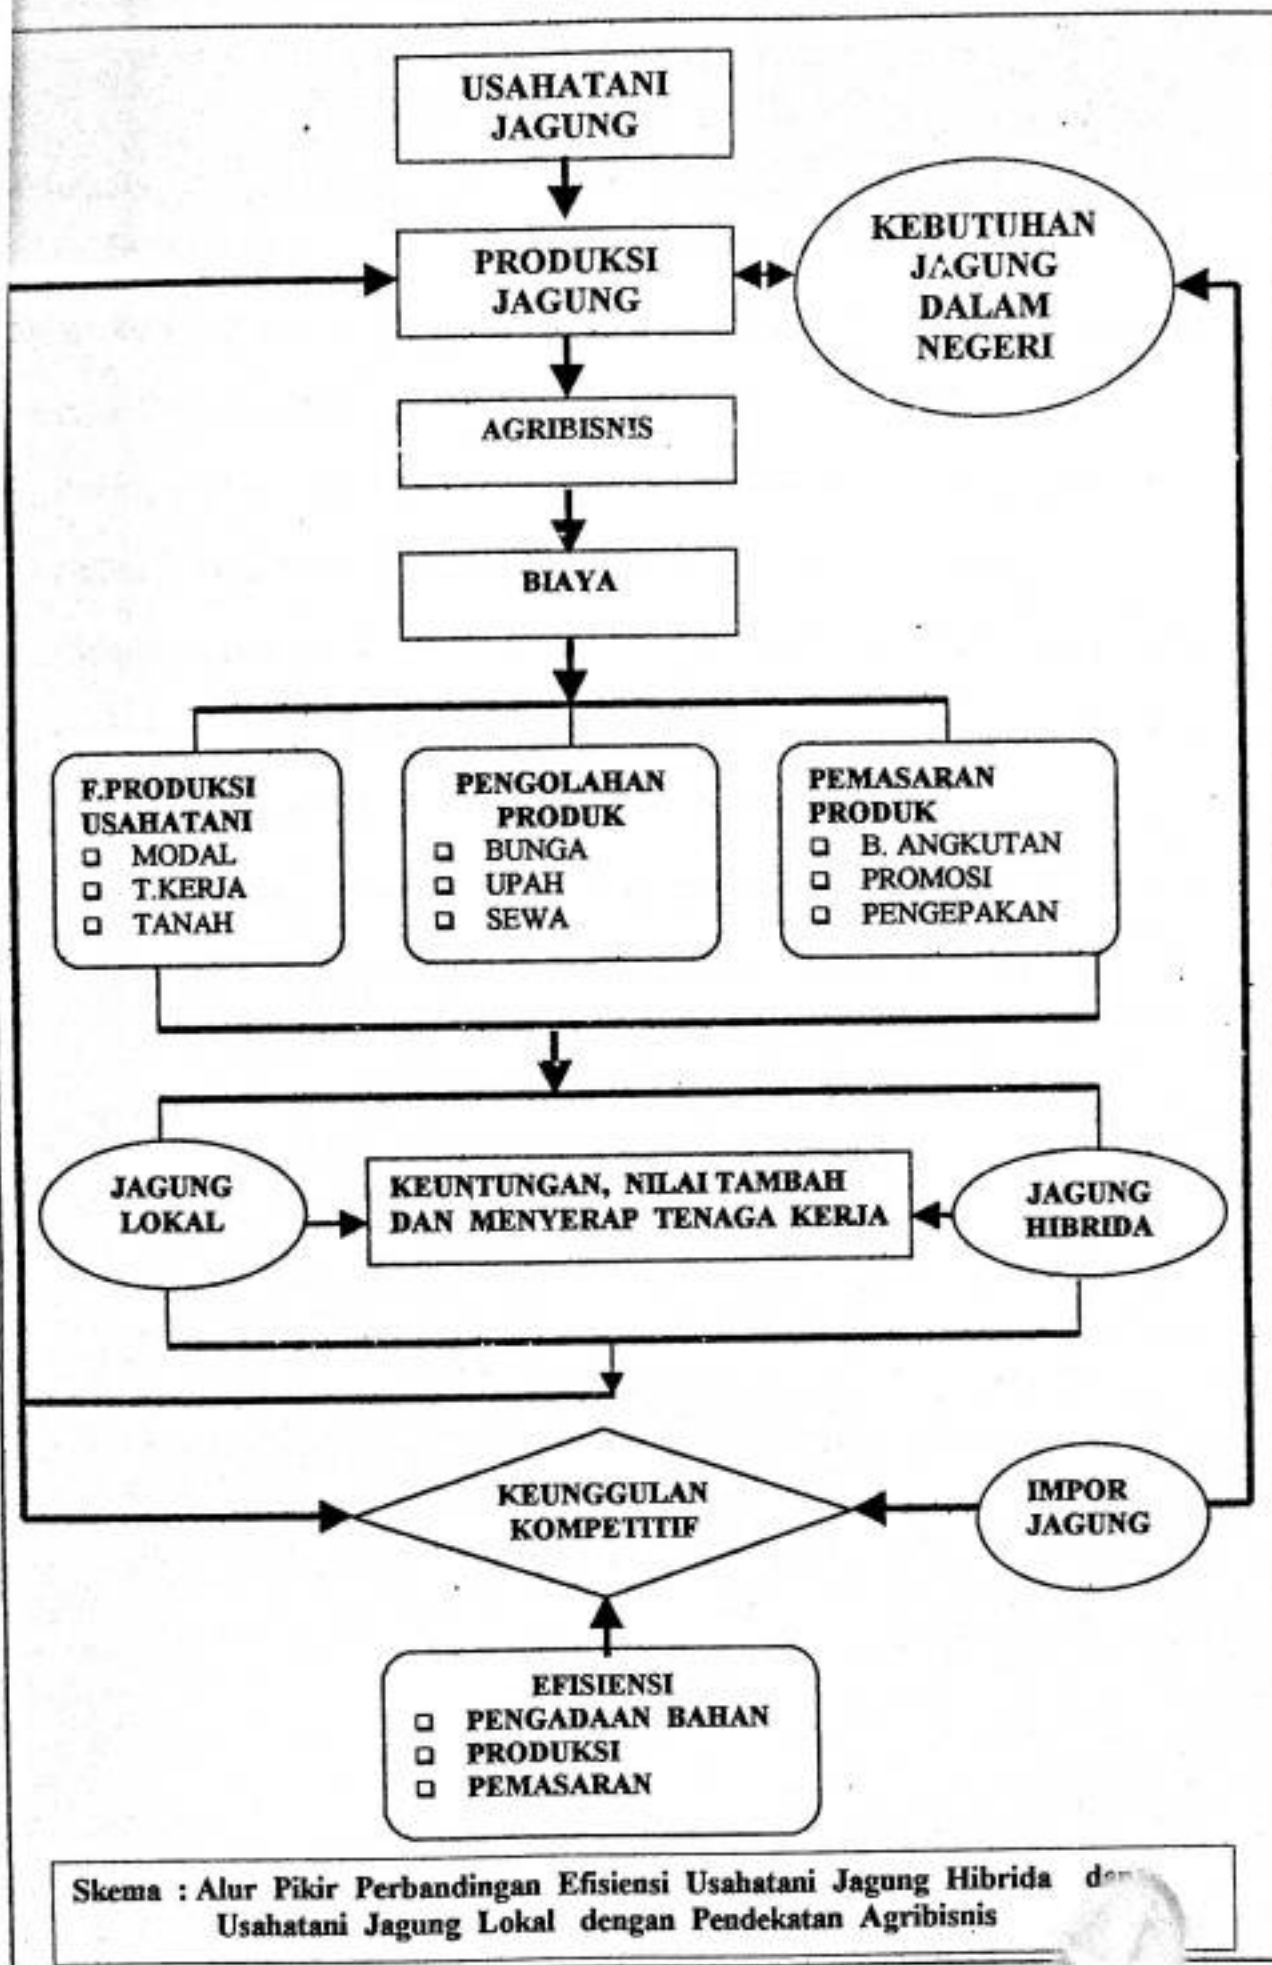 USAHATANI
JAGUNG
PRODUKSI
JAGUNG
KEBUTUHAN
JAGUNG
DALAM
NEGERI
AGRIBISNIS
BIAYA
F.PRODUKSI
USAHATANI
❑ MODAL
❑ T.KERJA
❑ TANAH
PENGOLAHAN
PRODUK
❑ BUNGA
❑ UPAH
❑ SEWA
PEMASARAN
PRODUK
❑ B. ANGKUTAN
❑ PROMOSI
❑ PENGEPAKAN
JAGUNG
LOKAL
KEUNTUNGAN, NILAI TAMBAH
DAN MENYERAP TENAGA KERJA
JAGUNG
HIBRIDA
KEUNGGULAN
KOMPETITIF
IMPOR
JAGUNG
EFISIENSI
❑ PENGADAAN BAHAN
❑ PRODUKSI
❑ PEMASARAN
Skema : Alur Pikir Perbandingan Efisiensi Usahatani Jagung Hibrida dan
Usahatani Jagung Lokal dengan Pendekatan Agribisnis